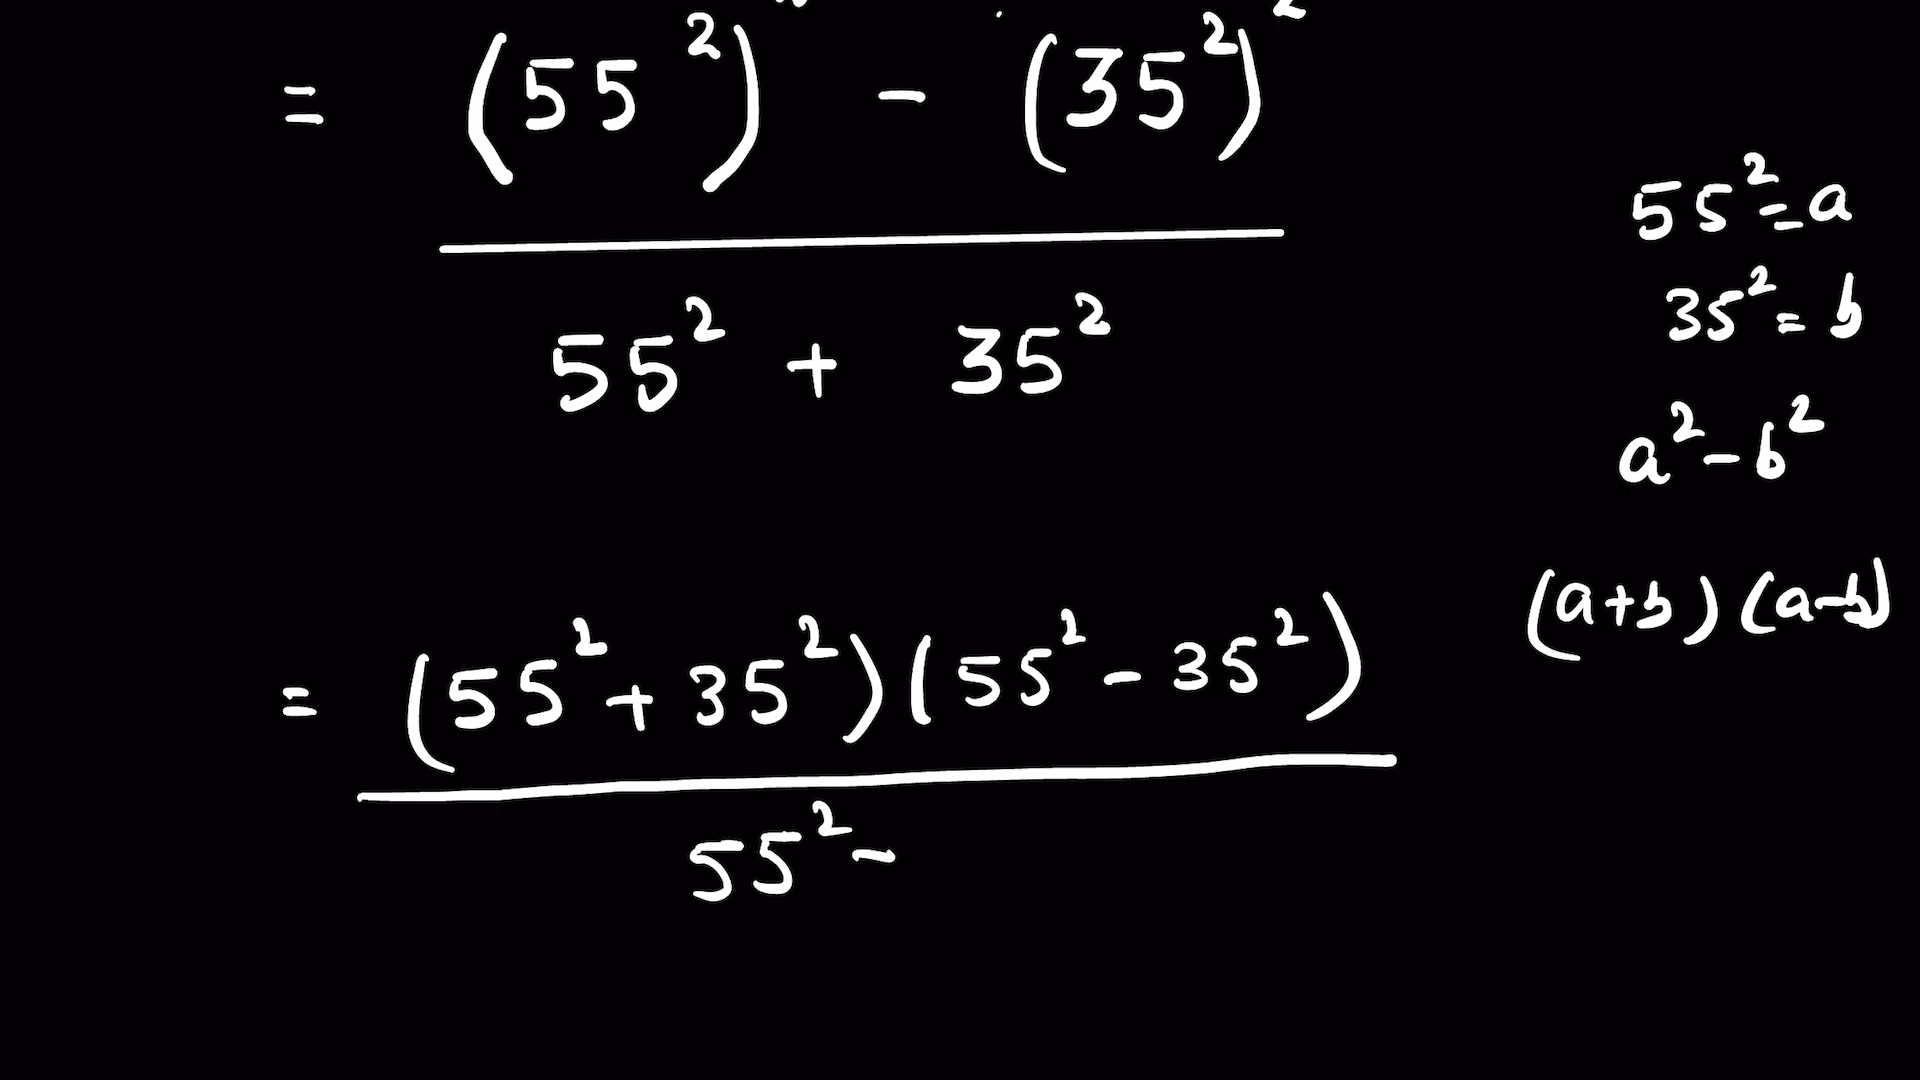 = (55²)² - (35²)²
55² + 35²
55² = a
35² = b
a² - b²
(a+b)(a-b)
= (55² + 35²)(55² - 35²)
55² -